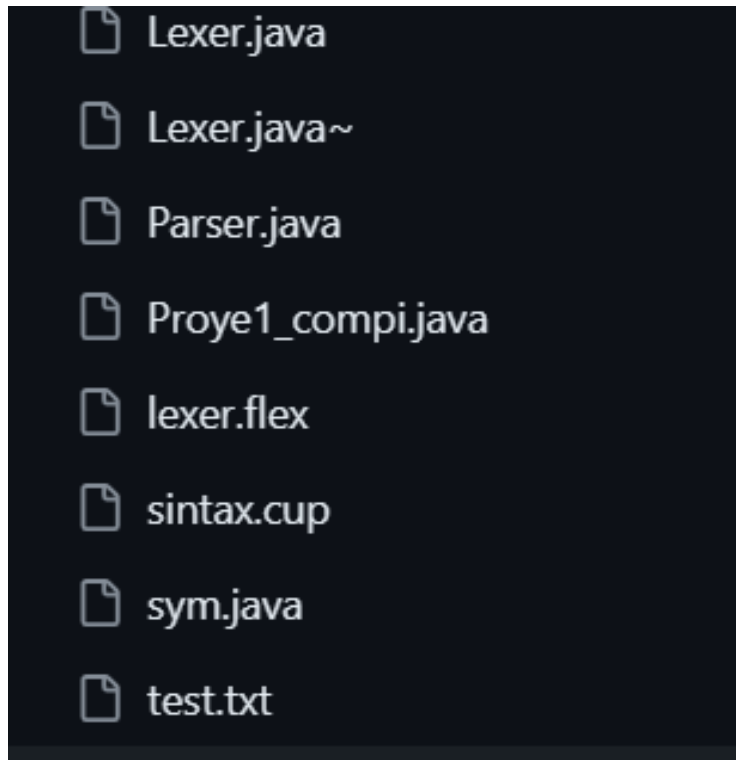 Lexer.java
Lexer.java~
Parser.java
Proye1_compi.java
lexer.flex
sintax.cup
sym.java
test.txt